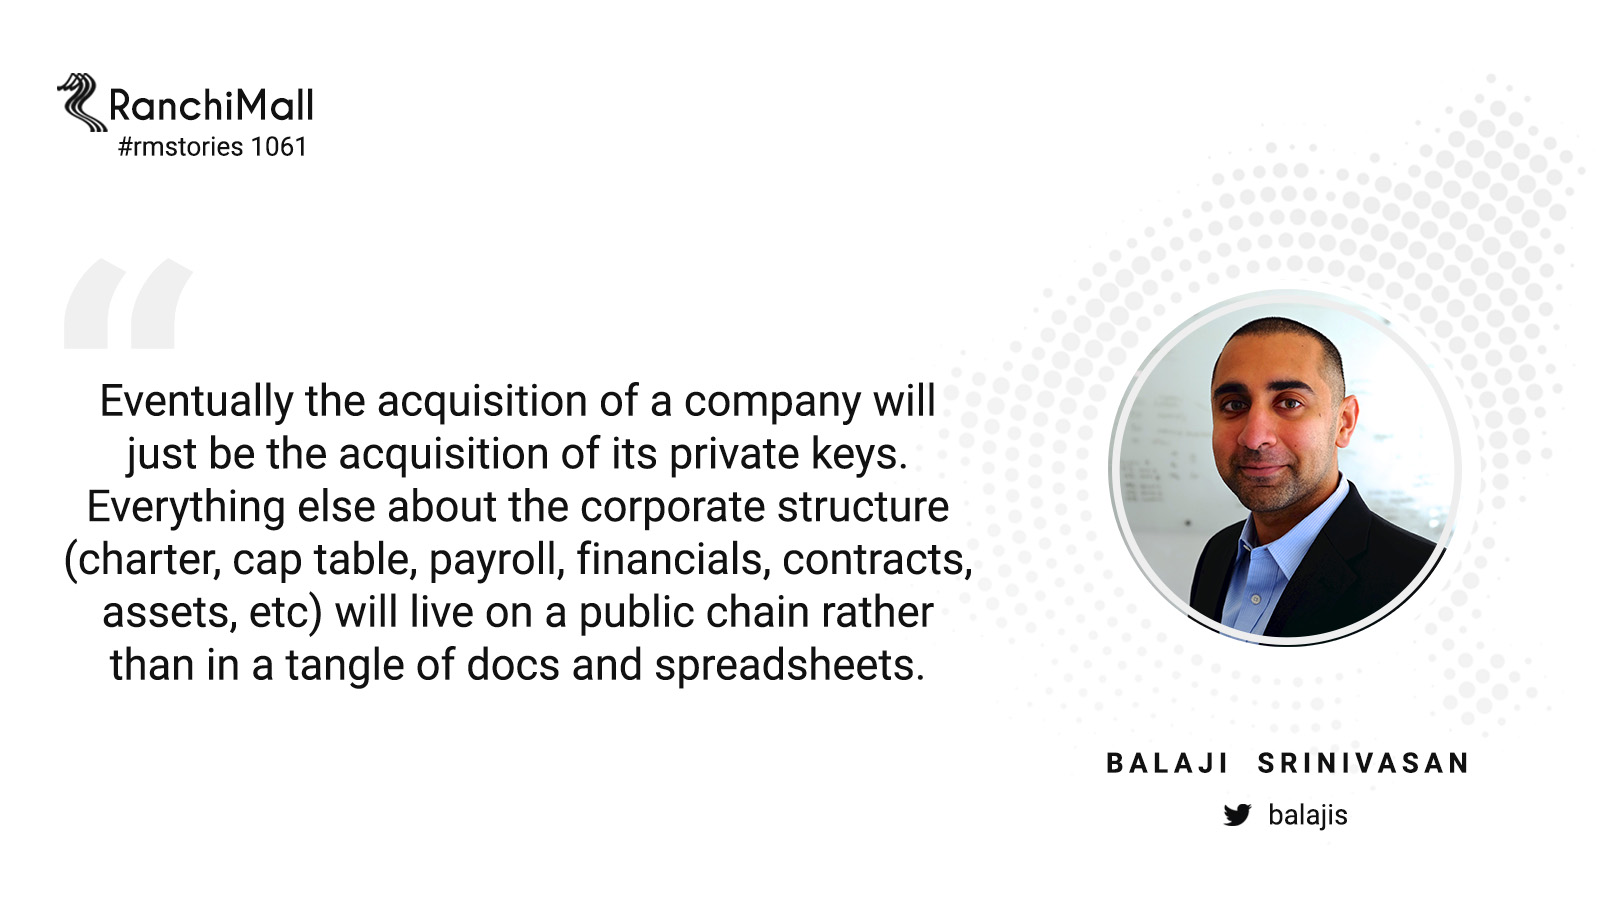 RanchiMall
#rmstories 1061
“
Eventually the acquisition of a company will
just be the acquisition of its private keys.
Everything else about the corporate structure
(charter, cap table, payroll, financials, contracts,
assets, etc) will live on a public chain rather
than in a tangle of docs and spreadsheets.
BALAJI SRINIVASAN
balajis